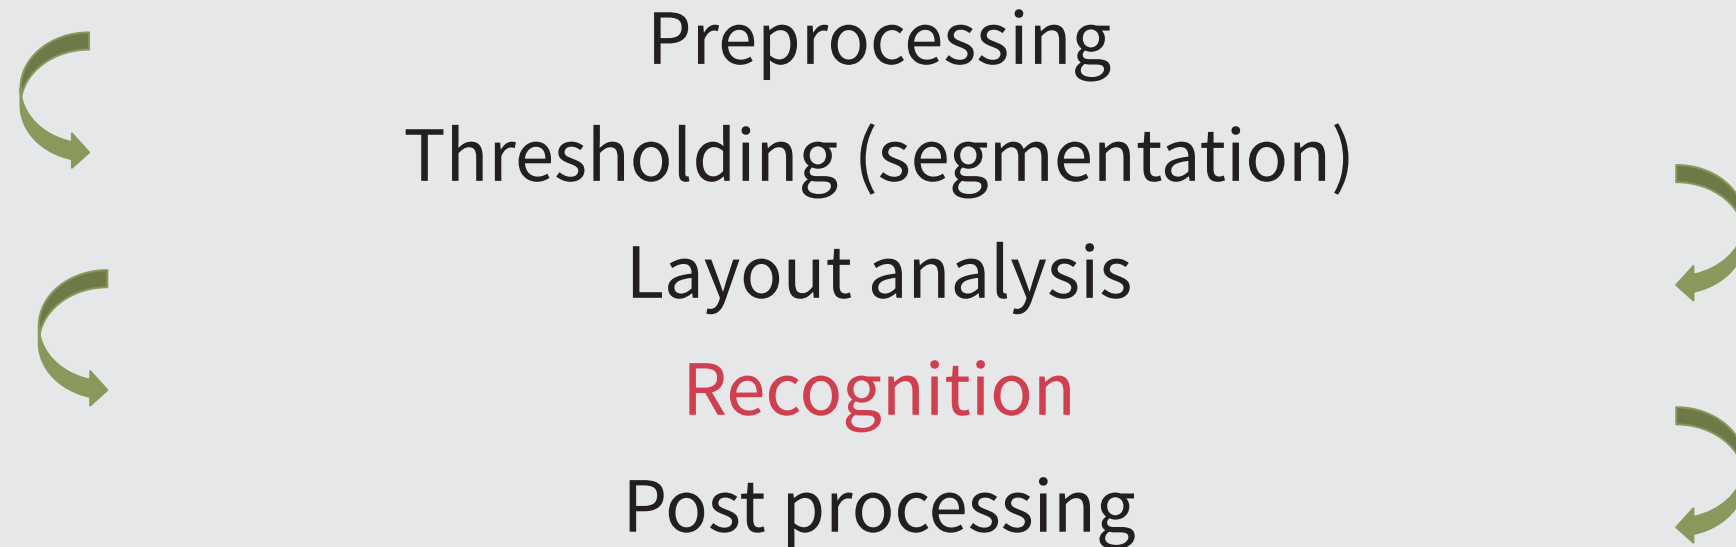 Preprocessing
Thresholding (segmentation)
Layout analysis
Recognition
Post processing